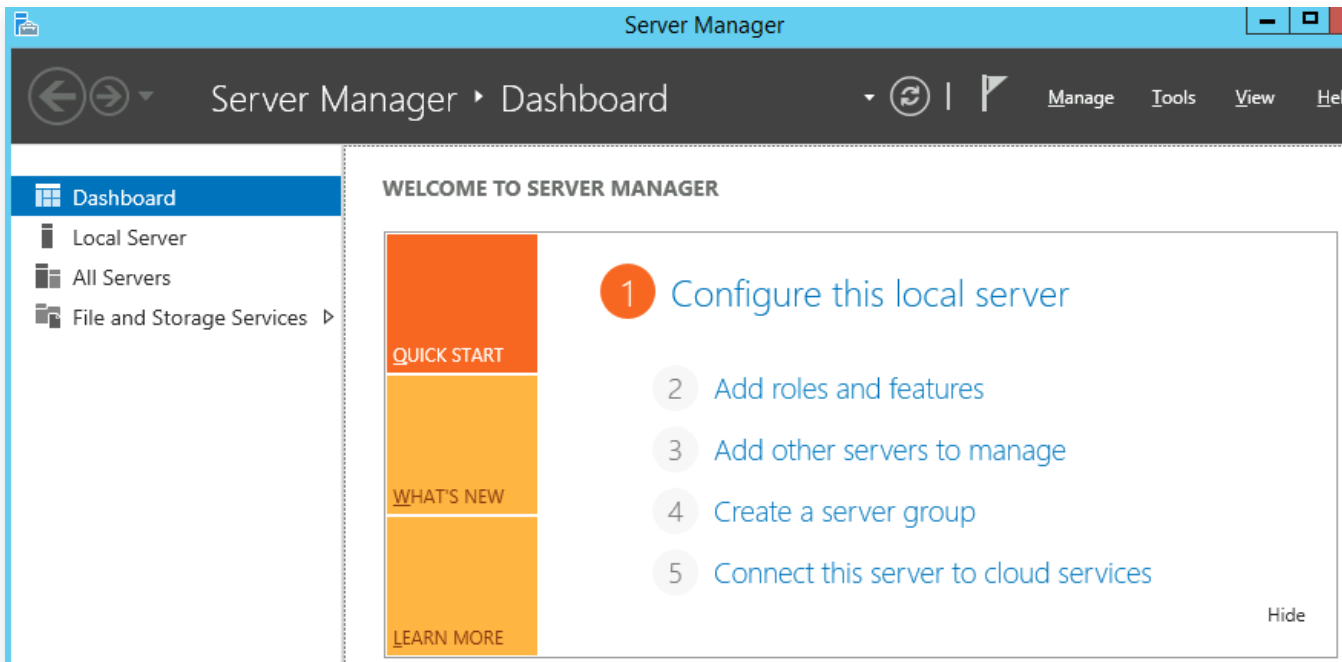 Server Manager
Server Manager ‣ Dashboard
Manage Tools View Hel
Dashboard
Local Server
All Servers
File and Storage Services
WELCOME TO SERVER MANAGER
QUICK START
WHAT'S NEW
LEARN MORE
1 Configure this local server
2 Add roles and features
3 Add other servers to manage
4 Create a server group
5 Connect this server to cloud services
Hide